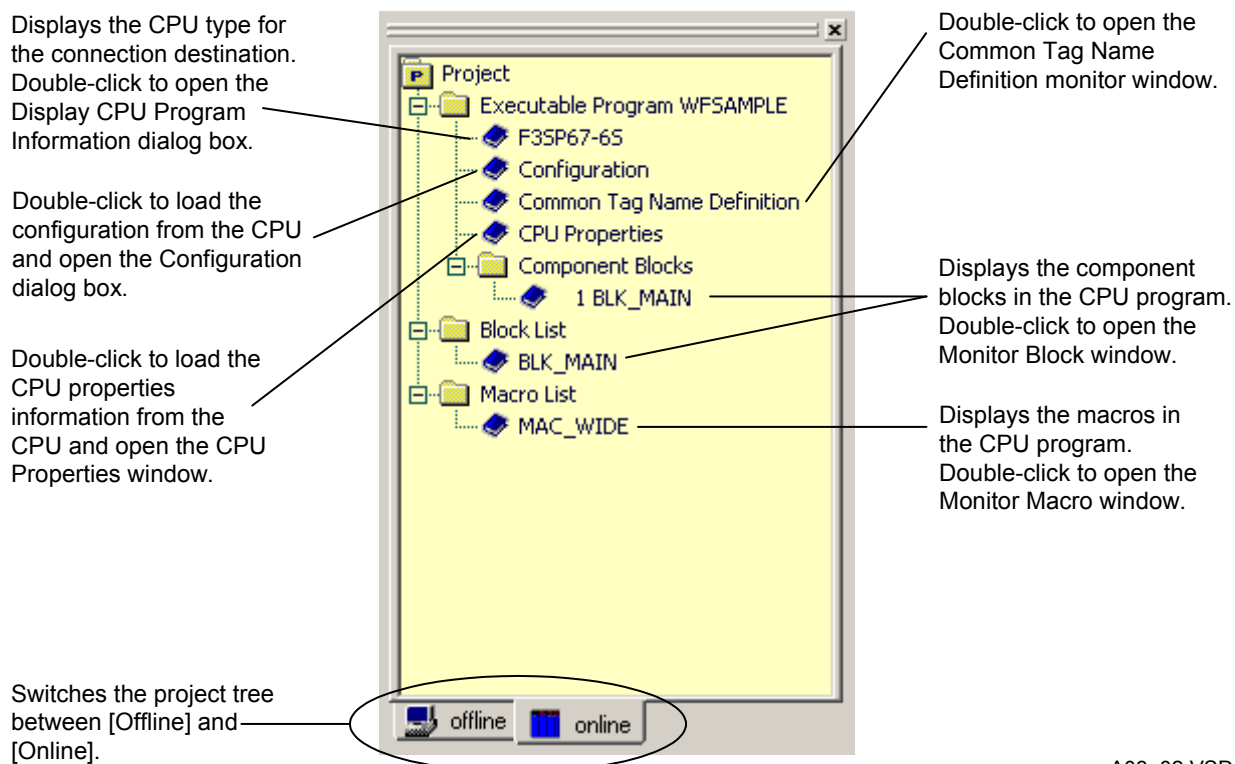 Displays the CPU type for
the connection destination.
Double-click to open the
Display CPU Program
Information dialog box.
Double-click to load the
configuration from the CPU
and open the Configuration
dialog box.
Double-click to load the
CPU properties
information from the
CPU and open the CPU
Properties window.
Switches the project tree
between [Offline] and
[Online].
P Project
Executable Program WFSAMPLE
F3SP67-6S
Configuration
Common Tag Name Definition
CPU Properties
Component Blocks
1 BLK_MAIN
Block List
BLK_MAIN
Macro List
MAC_WIDE
offline
online
Double-click to open the
Common Tag Name
Definition monitor window.
Displays the component
blocks in the CPU program.
Double-click to open the
Monitor Block window.
Displays the macros in
the CPU program.
Double-click to open the
Monitor Macro window.